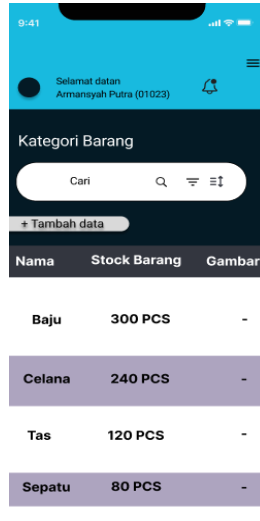 9:41
Selamat datan
Armansyah Putra (01023)
Kategori Barang
Cari
+ Tambah data
Nama Stock Barang Gambar
Baju 300 PCS -
Celana 240 PCS -
Tas 120 PCS -
Sepatu 80 PCS -